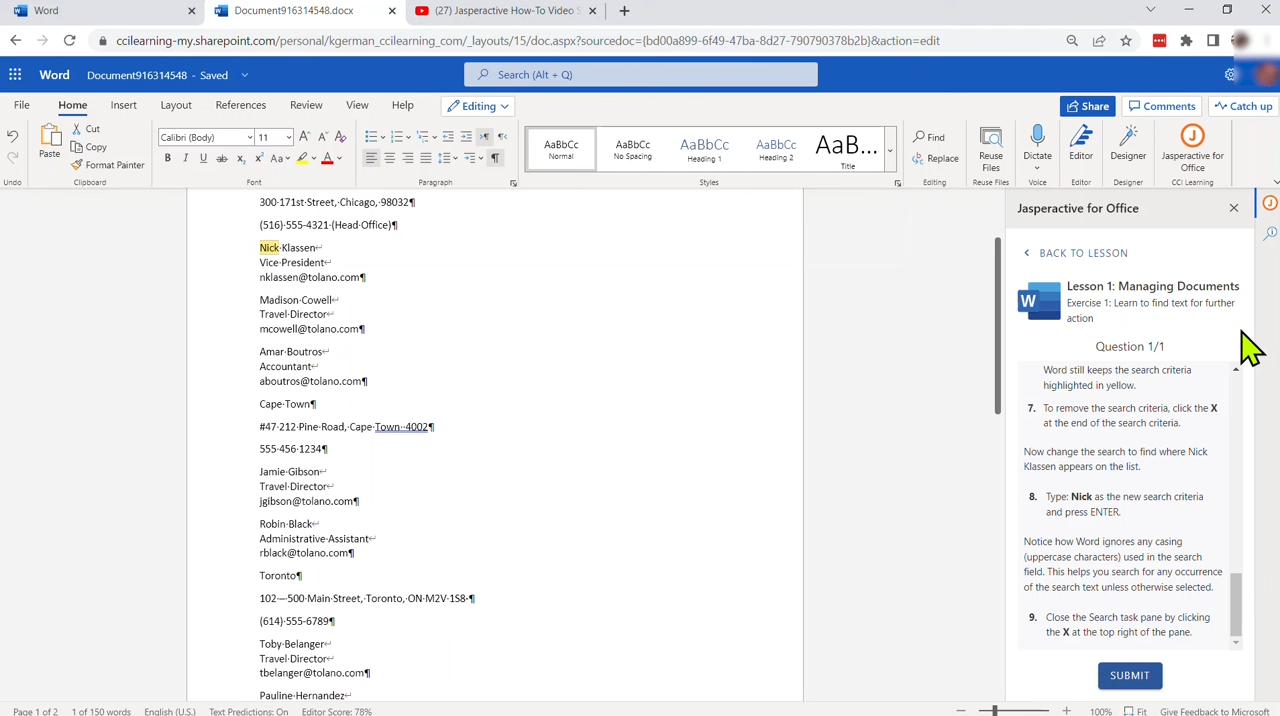 Word
Document916314548.docx
(27) Jasperactive How-To Video S
ccilearning-my.sharepoint.com/personal/kgerman_ccilearning_com/_layouts/15/doc.aspx?sourcedoc={bd00a899-6f49-47ba-8d27-790790378b2b}&action=edit
Word Document916314548 - Saved
Search (Alt + Q)
File Home Insert Layout References Review View Help Editing
Share Comments Catch up
Paste Cut
Copy
Format Painter
Calibri (Body) 11
AaBbCc Normal
AaBbCc No Spacing
AaBbCc Heading 1
AaBbCc Heading 2
AaB... Title
Find
Replace
Reuse Files
Dictate
Editor
Designer
Jasperactive for Office
Undo Clipboard Font Paragraph Styles Editing Reuse Files Voice Editor Designer CCI Learning
300·171st·Street,·Chicago,·98032¶
(516)·555-4321·(Head·Office)¶
Nick·Klassen↵
Vice·President↵
nklassen@tolano.com¶
Madison·Cowell↵
Travel·Director↵
mcowell@tolano.com¶
Amar·Boutros↵
Accountant↵
aboutros@tolano.com¶
Cape·Town¶
#47·212·Pine·Road,·Cape·Town··4002¶
555·456·1234¶
Jamie·Gibson↵
Travel·Director↵
jgibson@tolano.com¶
Robin·Black↵
Administrative·Assistant↵
rblack@tolano.com¶
Toronto¶
102·–·500·Main·Street,·Toronto,·ON·M2V·1S8·¶
(614)·555-6789¶
Toby·Belanger↵
Travel·Director↵
tbelanger@tolano.com¶
Pauline·Hernandez↵
Jasperactive for Office
BACK TO LESSON
Lesson 1: Managing Documents
Exercise 1: Learn to find text for further
action
Question 1/1
Word still keeps the search criteria
highlighted in yellow.
7. To remove the search criteria, click the X
at the end of the search criteria.
Now change the search to find where Nick
Klassen appears on the list.
8. Type: Nick as the new search criteria
and press ENTER.
Notice how Word ignores any casing
(uppercase characters) used in the search
field. This helps you search for any occurrence
of the search text unless otherwise selected.
9. Close the Search task pane by clicking
the X at the top right of the pane.
SUBMIT
Page 1 of 2 1 of 150 words English (U.S.) Text Predictions: On Editor Score: 78% 100% Fit Give Feedback to Microsoft